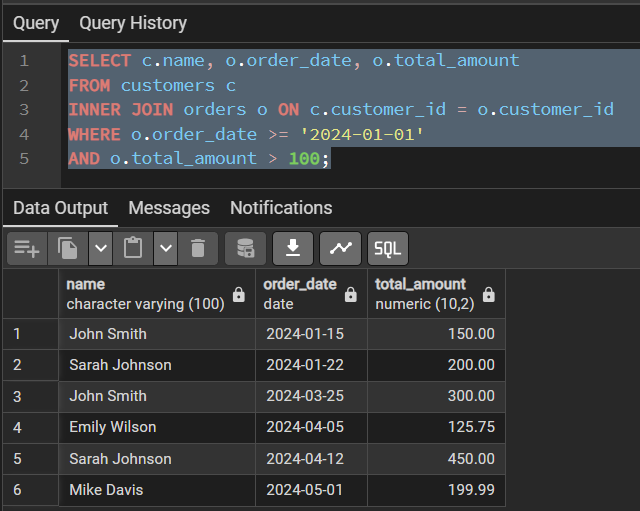 Query Query History
1 SELECT c.name, o.order_date, o.total_amount
2 FROM customers c
3 INNER JOIN orders o ON c.customer_id = o.customer_id
4 WHERE o.order_date >= '2024-01-01'
5 AND o.total_amount > 100;
Data Output Messages Notifications
SQL
name order_date total_amount
character varying (100) date numeric (10,2)
1 John Smith 2024-01-15 150.00
2 Sarah Johnson 2024-01-22 200.00
3 John Smith 2024-03-25 300.00
4 Emily Wilson 2024-04-05 125.75
5 Sarah Johnson 2024-04-12 450.00
6 Mike Davis 2024-05-01 199.99